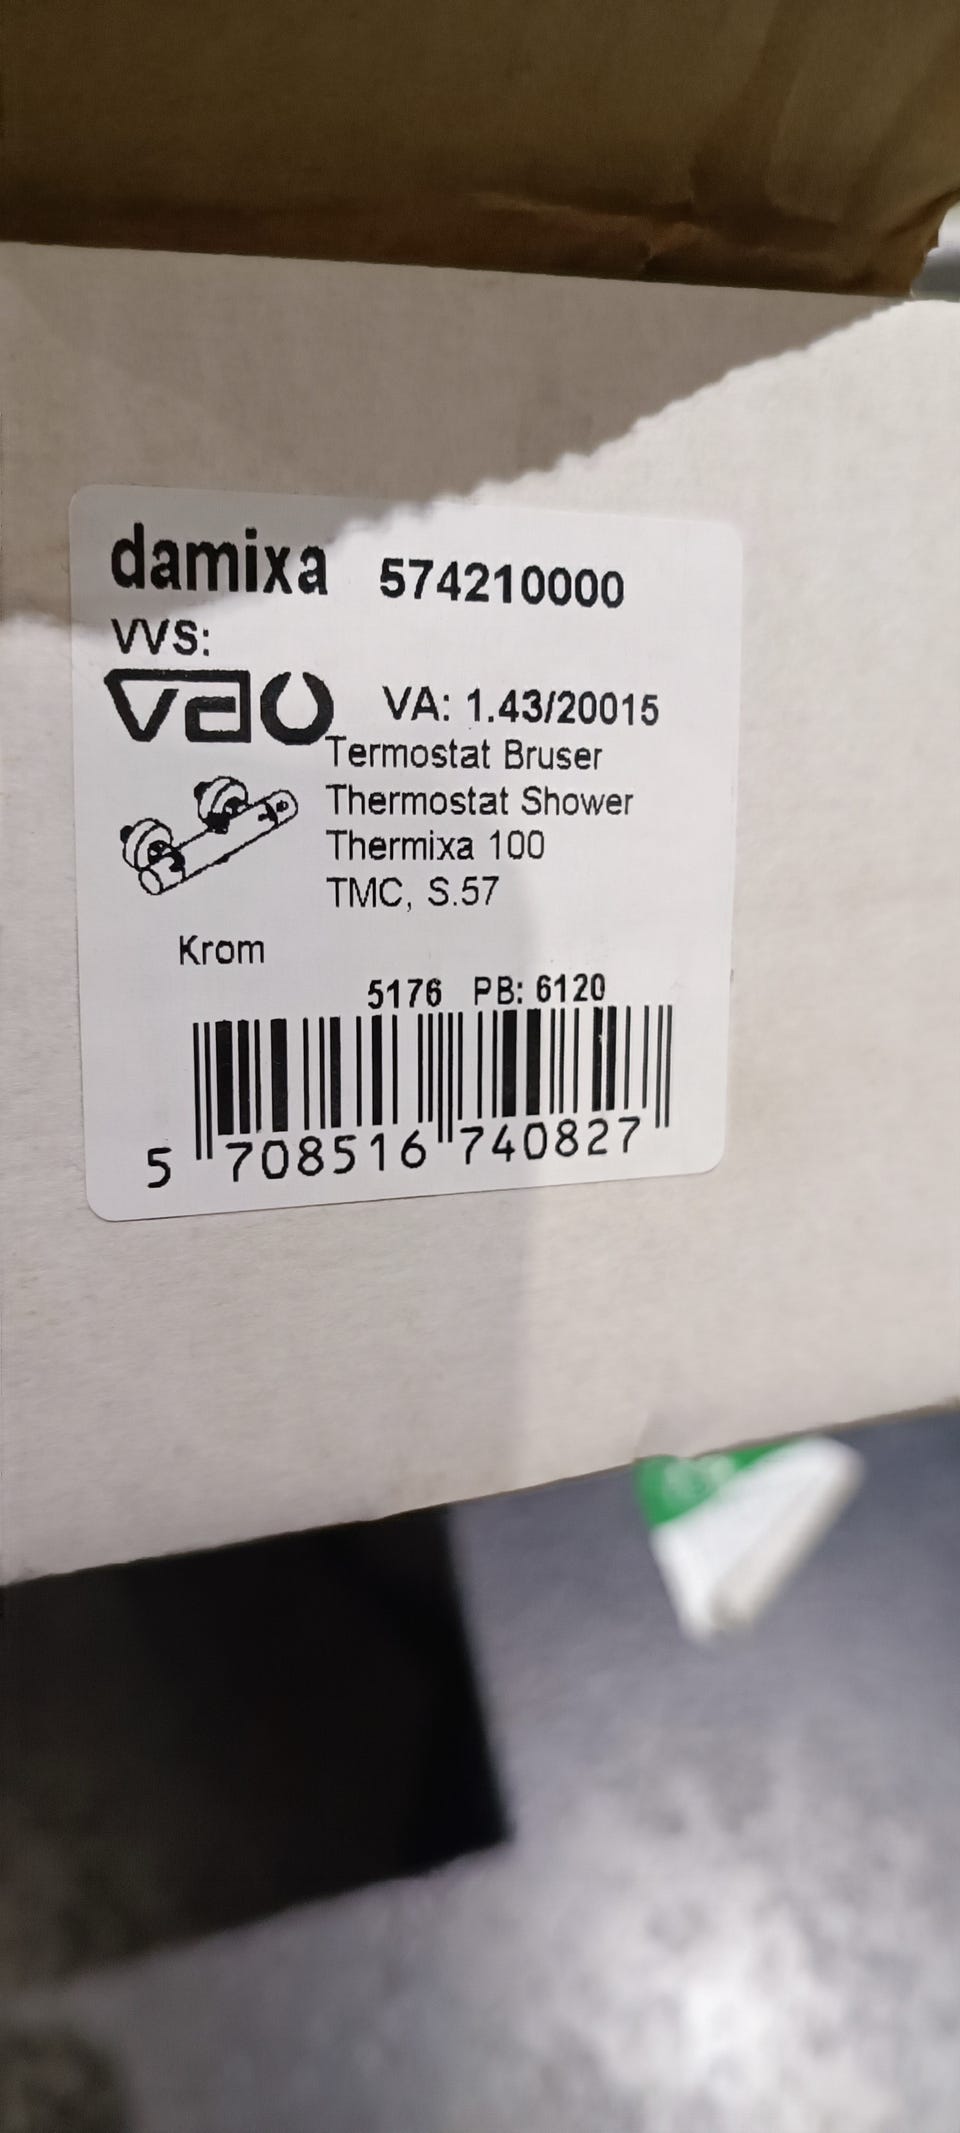 damixa 574210000
VVS:
VA VA: 1.43/20015
Termostat Bruser
Thermostat Shower
Thermixa 100
TMC, S.57
Krom
5176 PB: 6120
5 708516 740827